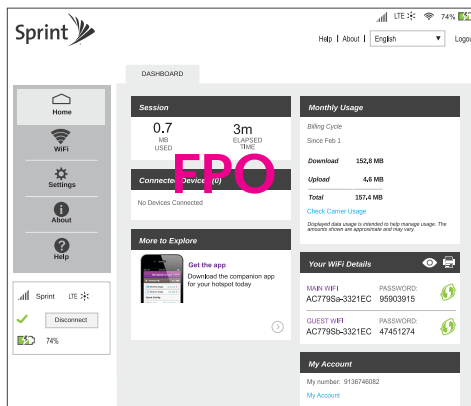 LTE 74%
Sprint
Help | About | English ▼ Logou
DASHBOARD
Home
WiFi
Settings
About
Help
Sprint LTE
Disconnect
74%
Session
0.7
MB
USED
3m
ELAPSED
TIME
FPO
Connected Devices (0)
No Devices Connected
More to Explore
Get the app
Download the companion app
for your hotspot today
Monthly Usage
Billing Cycle
Since Feb 1
Download 152,8 MB
Upload 4.6 MB
Total 157.4 MB
Check Carrier Usage
Displayed data usage is intended to help manage usage. The
amounts shown are approximate and may vary.
Your WiFi Details
MAIN WIFI PASSWORD:
AC779Sa-3321EC 95903915
GUEST WIFI PASSWORD:
AC779Sb-3321EC 47451274
My Account
My number: 9136746082
My Account